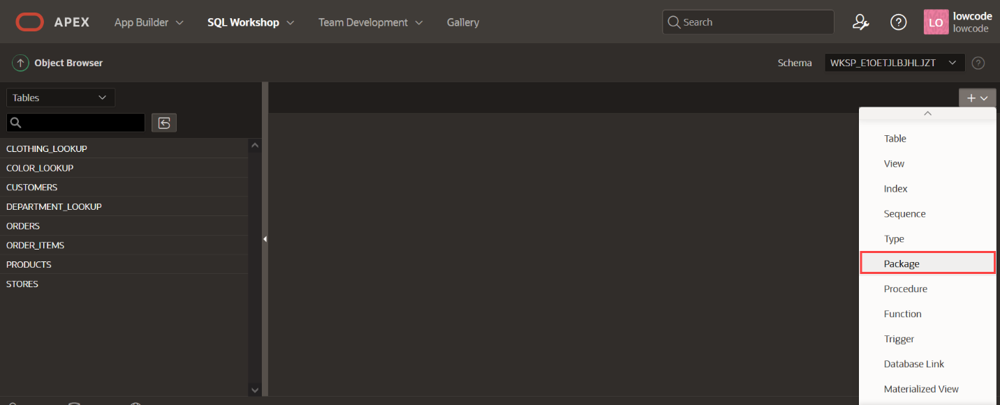 APEX App Builder SQL Workshop Team Development Gallery Search LO lowcode
lowcode
Object Browser Schema WKSP_E1OETJLBJHLJZT ?
Tables +
CLOTHING_LOOKUP
COLOR_LOOKUP
CUSTOMERS
DEPARTMENT_LOOKUP
ORDERS
ORDER_ITEMS
PRODUCTS
STORES
Table
View
Index
Sequence
Type
Package
Procedure
Function
Trigger
Database Link
Materialized View